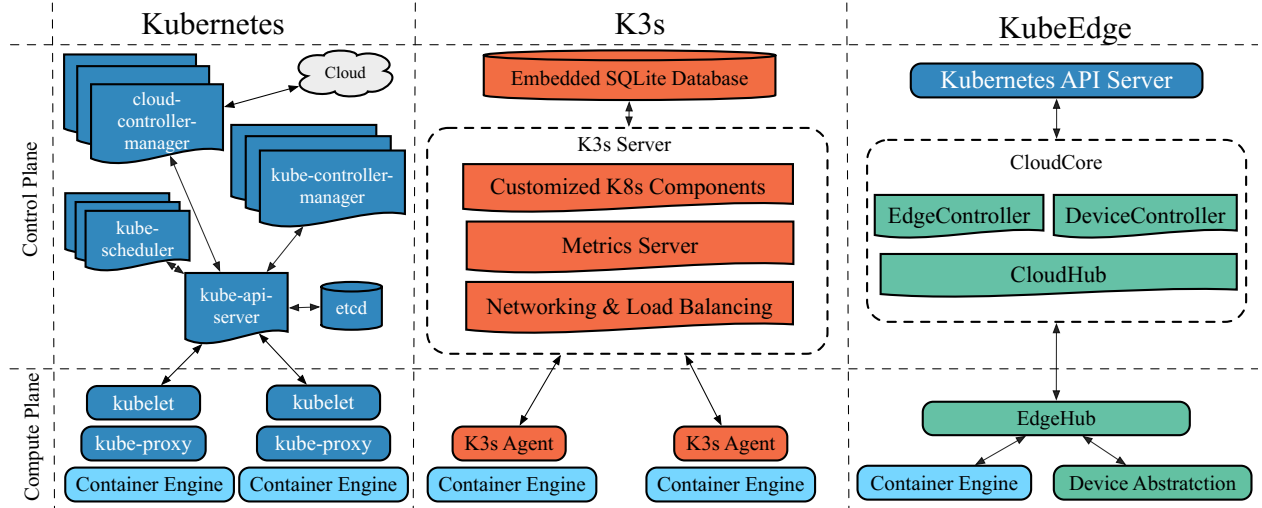 Kubernetes
K3s
KubeEdge
Control Plane
Compute Plane
Cloud
cloud-
controller-
manager
kube-controller-
manager
kube-
scheduler
kube-api-
server
etcd
kubelet
kubelet
kube-proxy
kube-proxy
Container Engine
Container Engine
Embedded SQLite Database
K3s Server
Customized K8s Components
Metrics Server
Networking & Load Balancing
K3s Agent
K3s Agent
Container Engine
Container Engine
Kubernetes API Server
CloudCore
EdgeController
DeviceController
CloudHub
EdgeHub
Container Engine
Device Abstratction